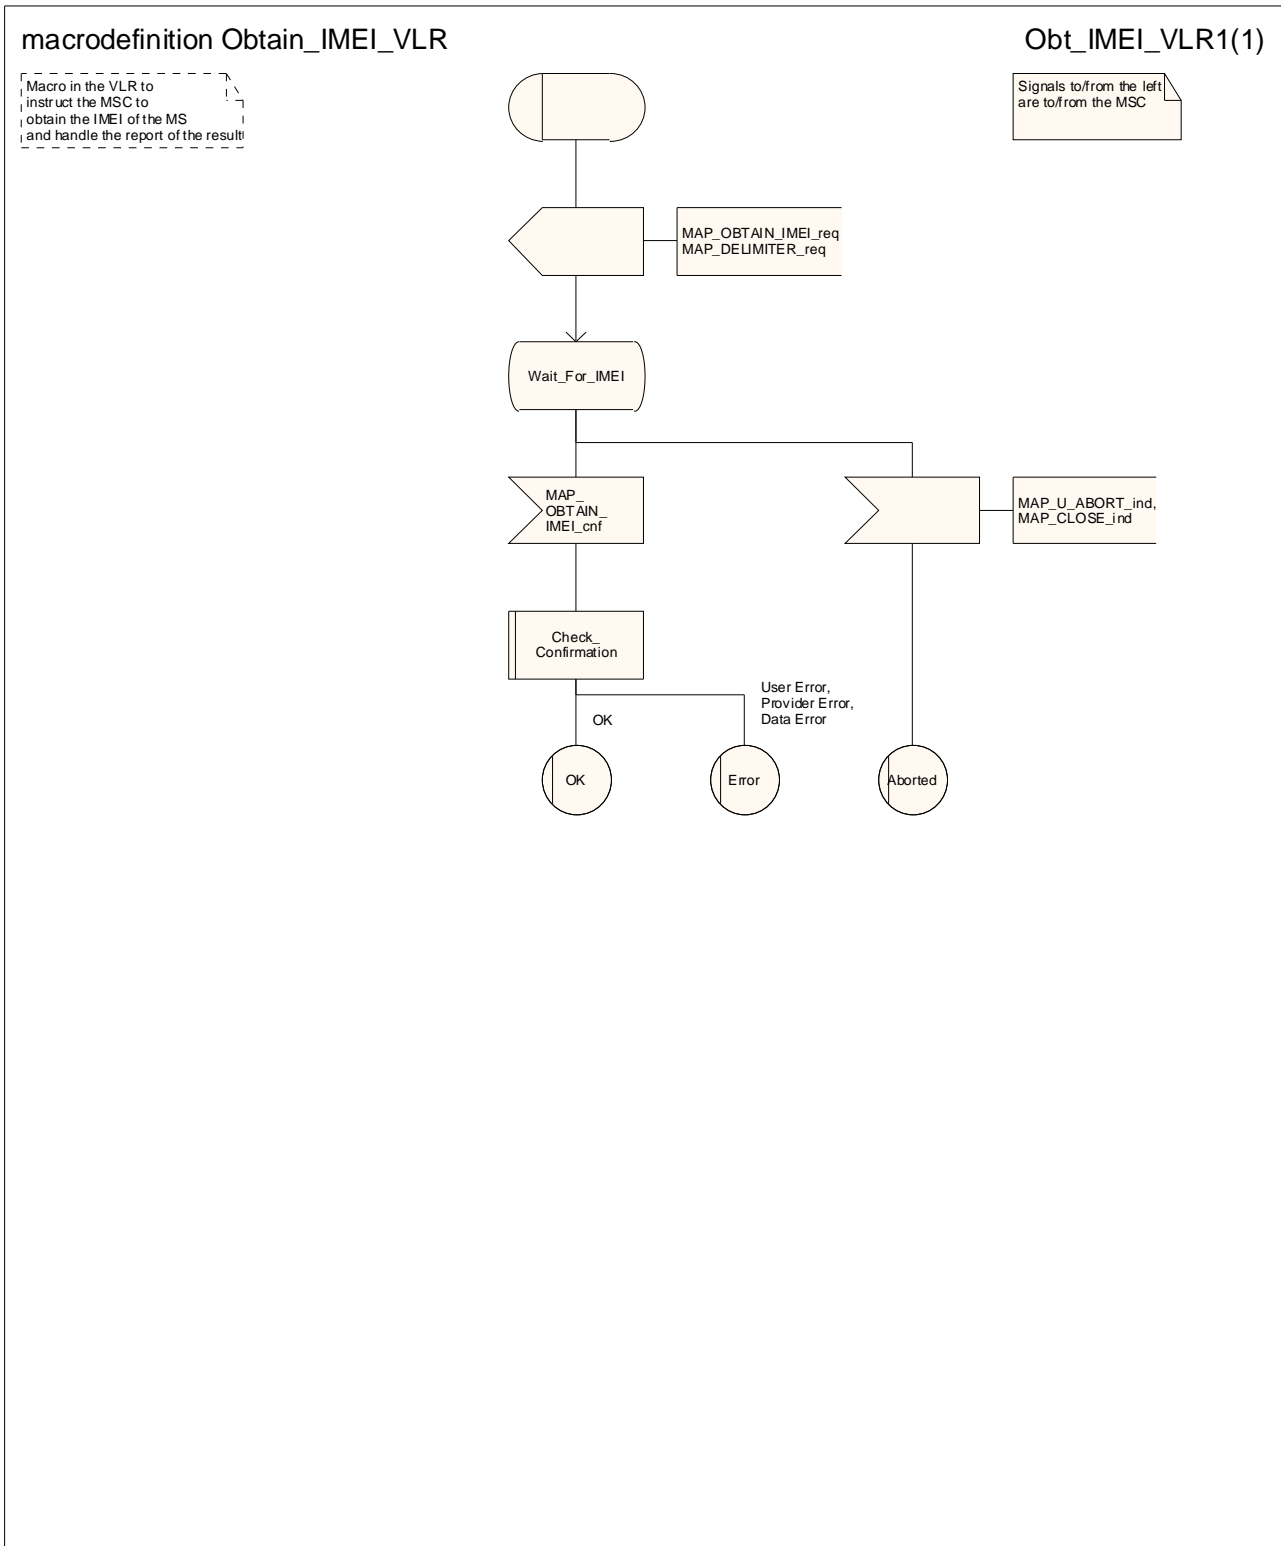 macrodefinition Obtain_IMEI_VLR
Obt_IMEI_VLR1(1)
Macro in the VLR to
instruct the MSC to
obtain the IMEI of the MS
and handle the report of the result
Signals to/from the left
are to/from the MSC
MAP_OBTAIN_IMEI_req
MAP_DELIMITER_req
Wait_For_IMEI
MAP_
OBTAIN_
IMEI_cnf
MAP_U_ABORT_ind,
MAP_CLOSE_ind
Check_
Confirmation
User Error,
Provider Error,
Data Error
OK
OK
Error
Aborted